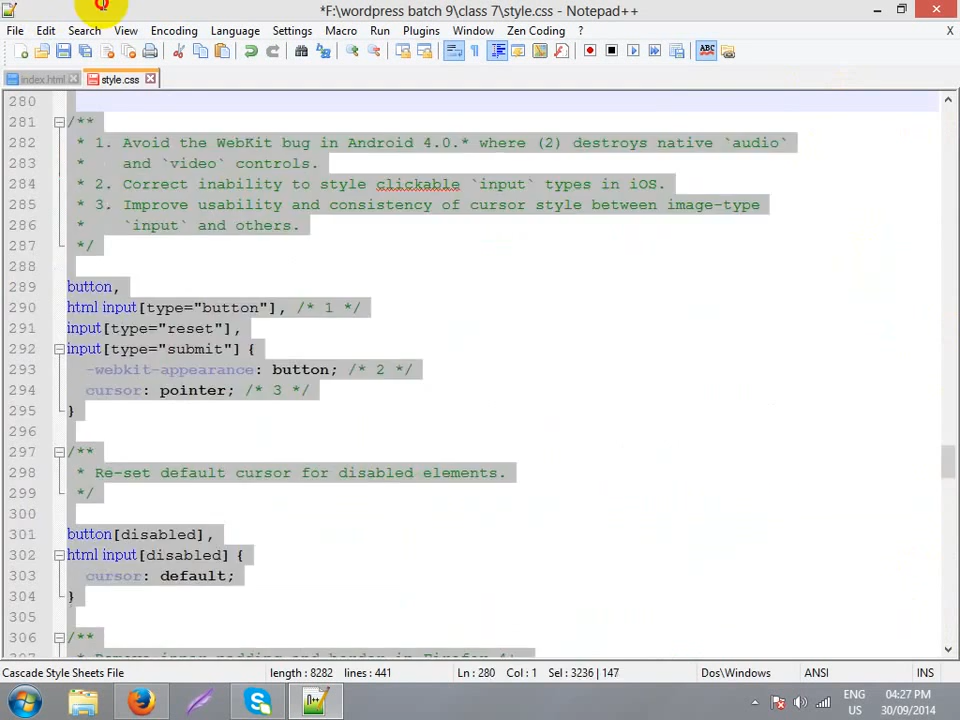 *F:\wordpress batch 9\class 7\style.css - Notepad++
File Edit Search View Encoding Language Settings Macro Run Plugins Window Zen Coding ? X
index.html style.css
280
281 /**
282 * 1. Avoid the WebKit bug in Android 4.0.* where (2) destroys native `audio`
283 * and `video` controls.
284 * 2. Correct inability to style clickable `input` types in iOS.
285 * 3. Improve usability and consistency of cursor style between image-type
286 * `input` and others.
287 */
288
289 button,
290 html input[type="button"], /* 1 */
291 input[type="reset"],
292 input[type="submit"] {
293 -webkit-appearance: button; /* 2 */
294 cursor: pointer; /* 3 */
295 }
296
297 /**
298 * Re-set default cursor for disabled elements.
299 */
300
301 button[disabled],
302 html input[disabled] {
303 cursor: default;
304 }
305
306 /**
Cascade Style Sheets File length : 8282 lines : 441 Ln : 280 Col : 1 Sel : 3236 | 147 Dos\Windows ANSI INS
ENG 04:27 PM
US 30/09/2014